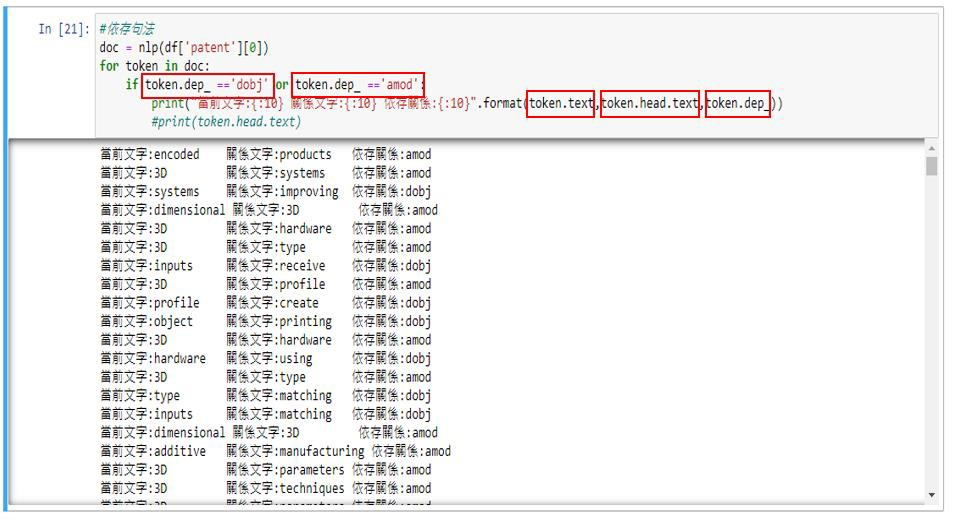 In [21]: #依存句法
doc = nlp(df['patent'][0])
for token in doc:
if token.dep_ =='dobj' or token.dep_ =='amod':
print("當前文字:{:10} 關係文字:{:10} 依存關係:{:10}".format(token.text,token.head.text,token.dep_))
#print(token.head.text)
當前文字:encoded 關係文字:products 依存關係:amod
當前文字:3D 關係文字:systems 依存關係:amod
當前文字:systems 關係文字:improving 依存關係:dobj
當前文字:dimensional 關係文字:3D 依存關係:amod
當前文字:3D 關係文字:hardware 依存關係:amod
當前文字:3D 關係文字:type 依存關係:amod
當前文字:inputs 關係文字:receive 依存關係:dobj
當前文字:3D 關係文字:profile 依存關係:amod
當前文字:profile 關係文字:create 依存關係:dobj
當前文字:object 關係文字:printing 依存關係:dobj
當前文字:3D 關係文字:hardware 依存關係:amod
當前文字:hardware 關係文字:using 依存關係:dobj
當前文字:3D 關係文字:type 依存關係:amod
當前文字:type 關係文字:matching 依存關係:dobj
當前文字:inputs 關係文字:matching 依存關係:dobj
當前文字:dimensional 關係文字:3D 依存關係:amod
當前文字:additive 關係文字:manufacturing 依存關係:amod
當前文字:3D 關係文字:parameters 依存關係:amod
當前文字:3D 關係文字:techniques 依存關係:amod